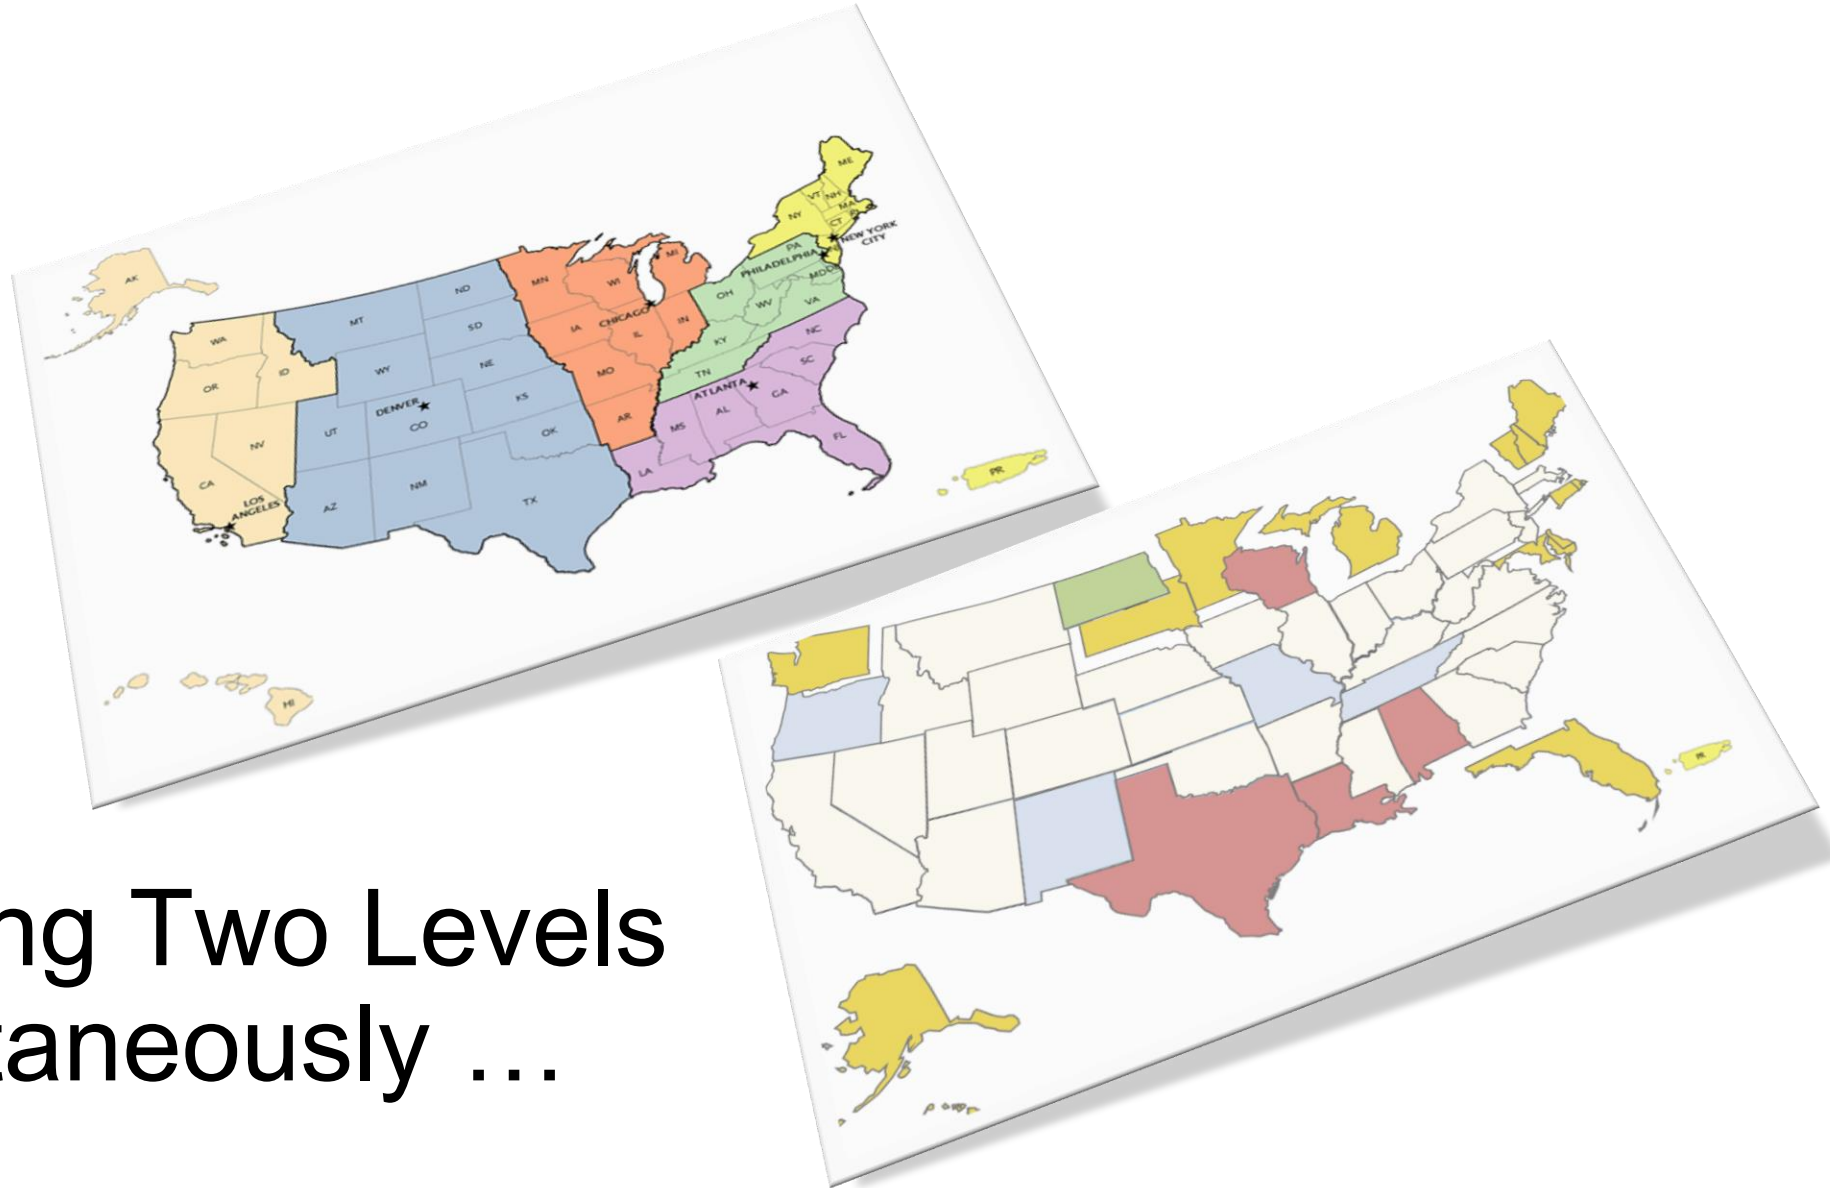 ME
VT NH
MA
NY
CT
NEW YORK
CITY
PA
PHILADELPHIA
MI
MN
WI
ND
MT
AK
OH
MD
WV
VA
IA
CHICAGO
IL
IN
SD
WA
KY
NC
WY
NE
OR
ID
MO
TN
SC
ATLANTA
DENVER
KS
GA
AL
AR
CO
OK
UT
MS
FL
NV
LA
PR
CA
NM
TX
AZ
LOS
ANGELES
HI
PR
ng Two Levels
taneously …